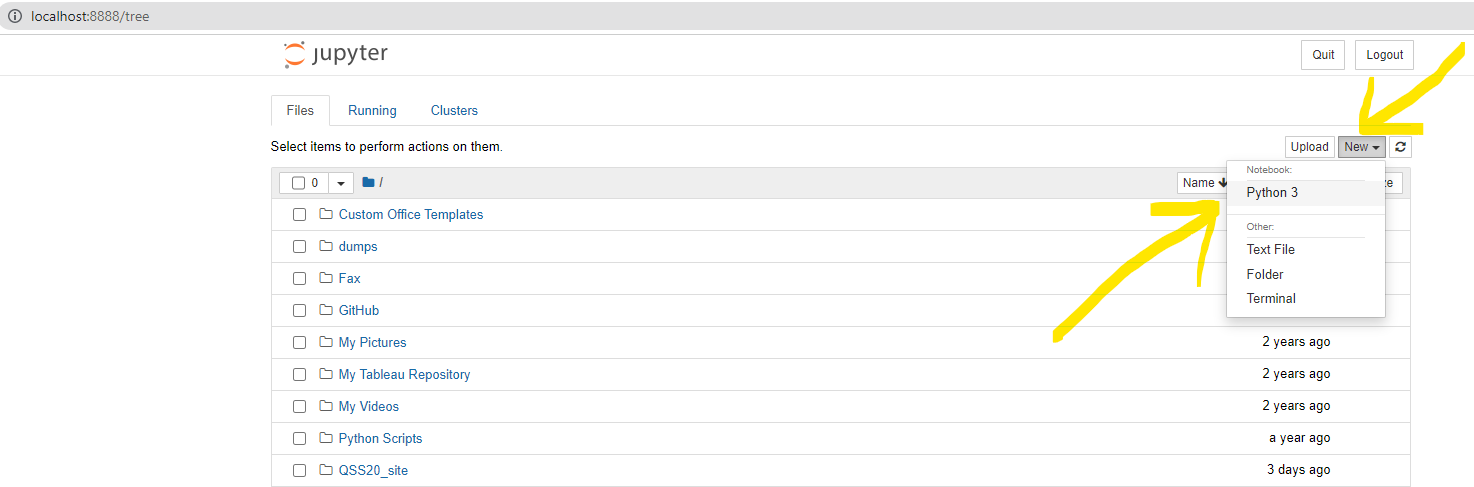 localhost:8888/tree
jupyter
Quit Logout
Files Running Clusters
Select items to perform actions on them.
Upload New
0 / Name
Notebook:
Python 3
Other:
Text File
Folder
Terminal
Custom Office Templates
dumps
Fax
GitHub
My Pictures 2 years ago
My Tableau Repository 2 years ago
My Videos 2 years ago
Python Scripts a year ago
QSS20_site 3 days ago